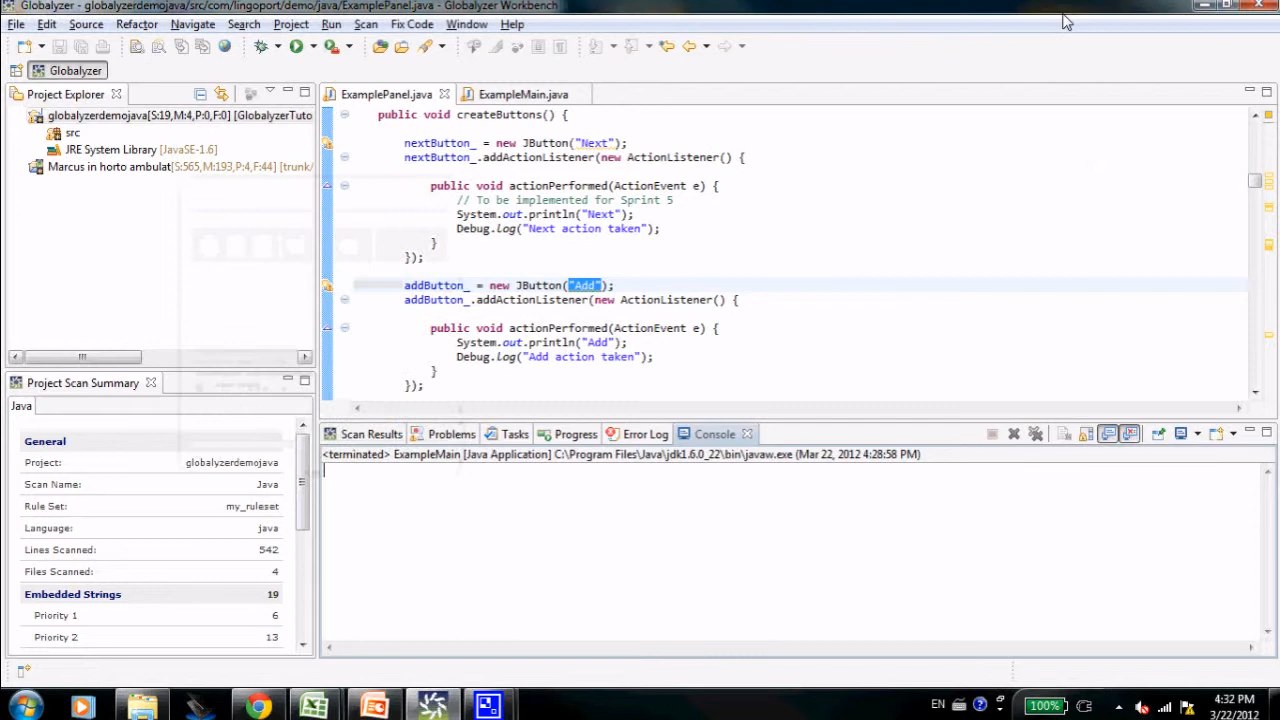 Globalyzer - globalyzerdemojava/src/com/lingoport/demo/java/ExamplePanel.java - Globalyzer Workbench
File Edit Source Refactor Navigate Search Project Run Scan Fix Code Window Help
Globalyzer
Project Explorer
globalyzerdemojava[S:19,M:4,P:0,F:0] [GlobalyzerTuto
src
JRE System Library [JavaSE-1.6]
Marcus in horto ambulat[S:565,M:193,P:4,F:44] [trunk/
Project Scan Summary
Java
General
Project: globalyzerdemojava
Scan Name: Java
Rule Set: my_ruleset
Language: java
Lines Scanned: 542
Files Scanned: 4
Embedded Strings 19
Priority 1 6
Priority 2 13
ExamplePanel.java ExampleMain.java
public void createButtons() {
nextButton_ = new JButton("Next");
nextButton_.addActionListener(new ActionListener() {
public void actionPerformed(ActionEvent e) {
// To be implemented for Sprint 5
System.out.println("Next");
Debug.log("Next action taken");
}
});
addButton_ = new JButton("Add");
addButton_.addActionListener(new ActionListener() {
public void actionPerformed(ActionEvent e) {
System.out.println("Add");
Debug.log("Add action taken");
}
});
Scan Results Problems Tasks Progress Error Log Console
<terminated> ExampleMain [Java Application] C:\Program Files\Java\jdk1.6.0_22\bin\javaw.exe (Mar 22, 2012 4:28:58 PM)
EN 100% 4:32 PM
3/22/2012